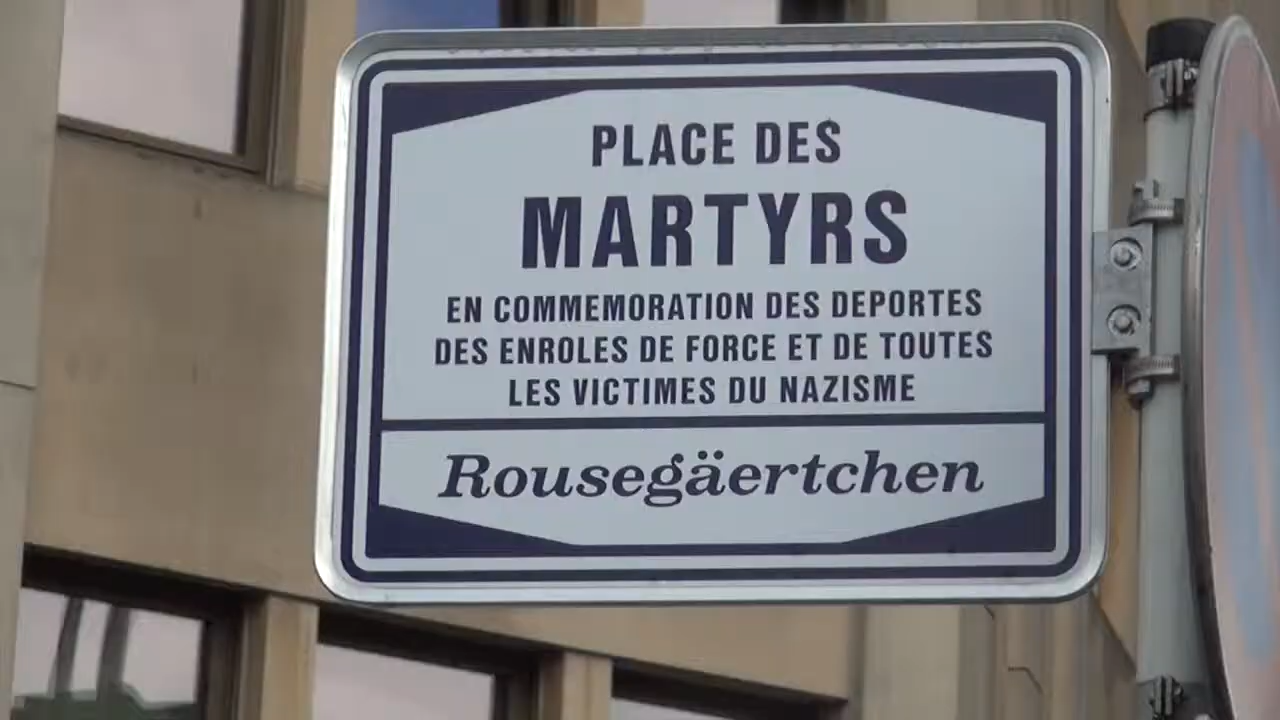 PLACE DES
MARTYRS
EN COMMEMORATION DES DEPORTES
DES ENROLES DE FORCE ET DE TOUTES
LES VICTIMES DU NAZISME
Rousegäertchen